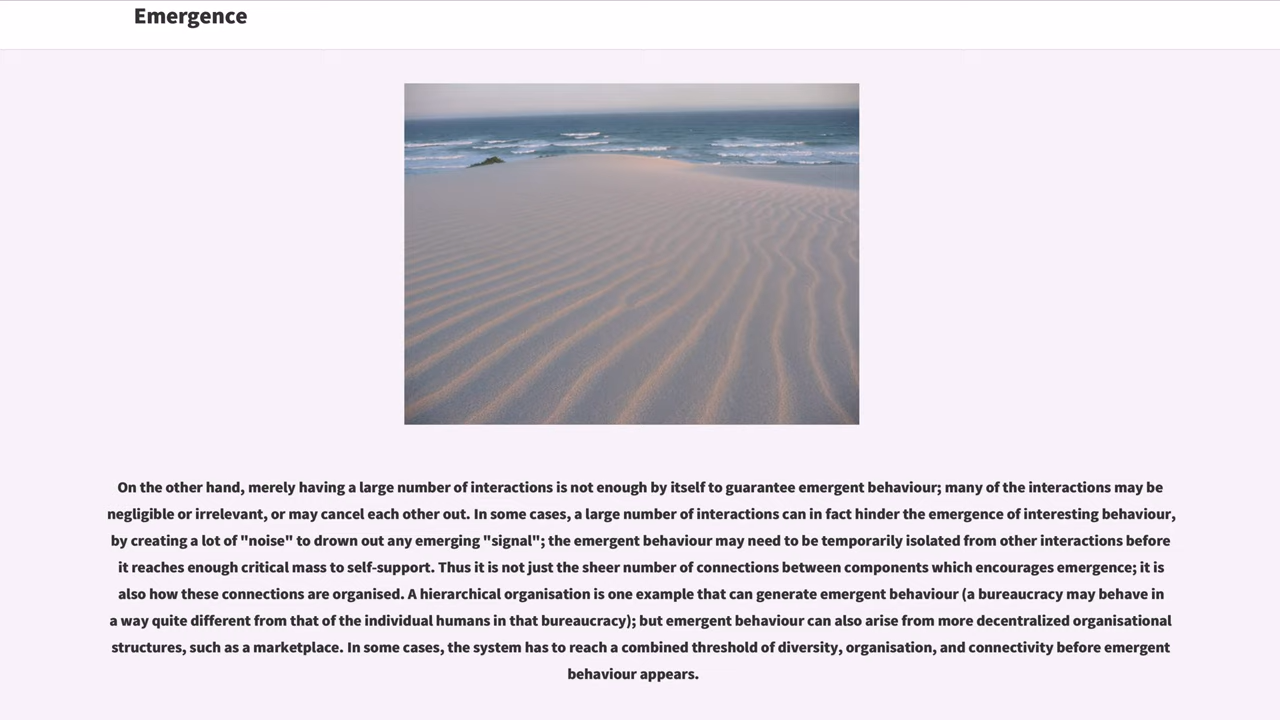 Emergence
On the other hand, merely having a large number of interactions is not enough by itself to guarantee emergent behaviour; many of the interactions may be
negligible or irrelevant, or may cancel each other out. In some cases, a large number of interactions can in fact hinder the emergence of interesting behaviour,
by creating a lot of "noise" to drown out any emerging "signal"; the emergent behaviour may need to be temporarily isolated from other interactions before
it reaches enough critical mass to self-support. Thus it is not just the sheer number of connections between components which encourages emergence; it is
also how these connections are organised. A hierarchical organisation is one example that can generate emergent behaviour (a bureaucracy may behave in
a way quite different from that of the individual humans in that bureaucracy); but emergent behaviour can also arise from more decentralized organisational
structures, such as a marketplace. In some cases, the system has to reach a combined threshold of diversity, organisation, and connectivity before emergent
behaviour appears.